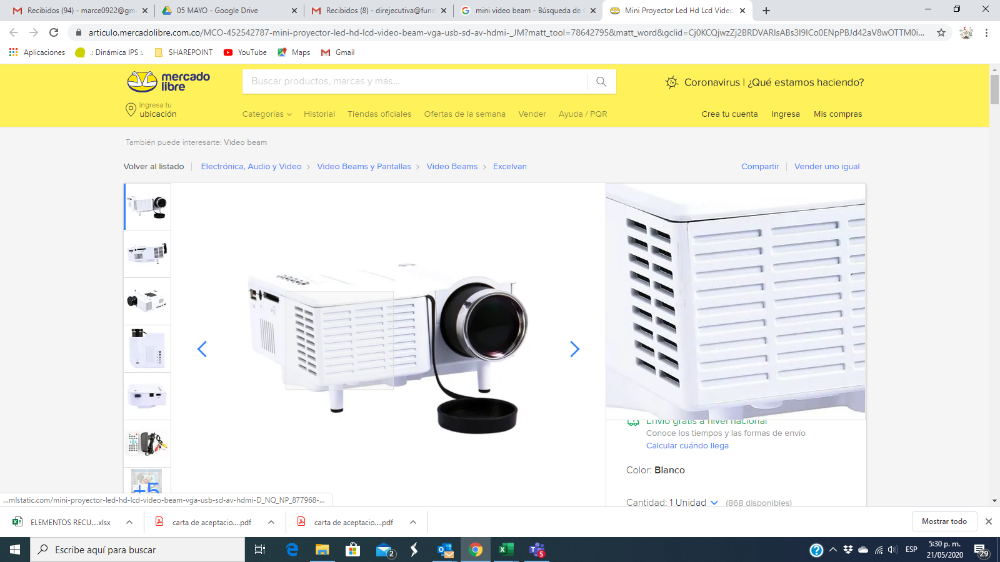 Recibidos (94) - marce0922@gm
05 MAYO - Google Drive
Recibidos (8) - direjecutiva@fund
mini video beam - Búsqueda de
Mini Proyector Led Hd Lcd Video
articulo.mercadolibre.com.co/MCO-452542787-mini-proyector-led-hd-lcd-video-beam-vga-usb-sd-av-hdmi-_JM?matt_tool=78642795&matt_word&gclid=Cj0KCQjwzZj2BRDVARIsABs3I9ICo0ENpPBJd42aV8wOTTM0i...
Aplicaciones
.: Dinámica IPS :.
SHAREPOINT
YouTube
Maps
Gmail
mercado
libre
Buscar productos, marcas y más...
Coronavirus | ¿Qué estamos haciendo?
Ingresa tu
ubicación
Categorías
Historial
Tiendas oficiales
Ofertas de la semana
Vender
Ayuda / PQR
Crea tu cuenta
Ingresa
Mis compras
También puede interesarte: Video beam
Volver al listado
Electrónica, Audio y Video
Video Beams y Pantallas
Video Beams
Excelvan
Compartir
Vender uno igual
Envío gratis a nivel nacional
Conoce los tiempos y las formas de envío
Calcular cuándo llega
Color: Blanco
Cantidad: 1 Unidad
(868 disponibles)
+5
...mlstatic.com/mini-proyector-led-hd-lcd-video-beam-vga-usb-sd-av-hdmi-D_NQ_NP_877968-...
ELEMENTOS RECU....xlsx
carta de aceptacio....pdf
carta de aceptacio....pdf
Mostrar todo
Escribe aquí para buscar
2
5
ESP
5:30 p. m.
21/05/2020
29